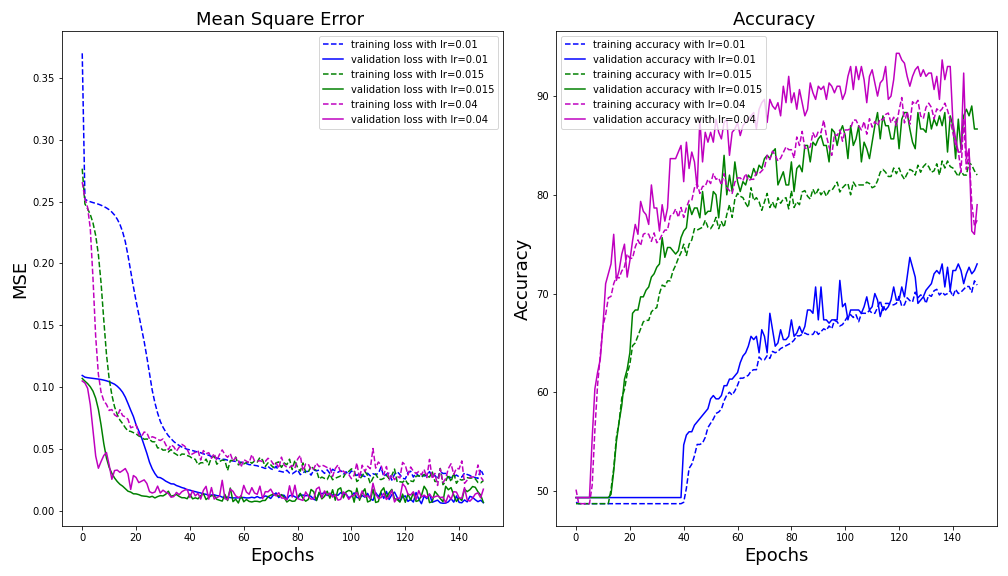 Mean Square Error
training loss with lr=0.01
validation loss with lr=0.01
training loss with lr=0.015
validation loss with lr=0.015
training loss with lr=0.04
validation loss with lr=0.04
0.35
0.30
0.25
0.20
0.15
0.10
0.05
0.00
MSE
0 20 40 60 80 100 120 140
Epochs
Accuracy
training accuracy with lr=0.01
validation accuracy with lr=0.01
training accuracy with lr=0.015
validation accuracy with lr=0.015
training accuracy with lr=0.04
validation accuracy with lr=0.04
90
80
70
60
50
Accuracy
0 20 40 60 80 100 120 140
Epochs